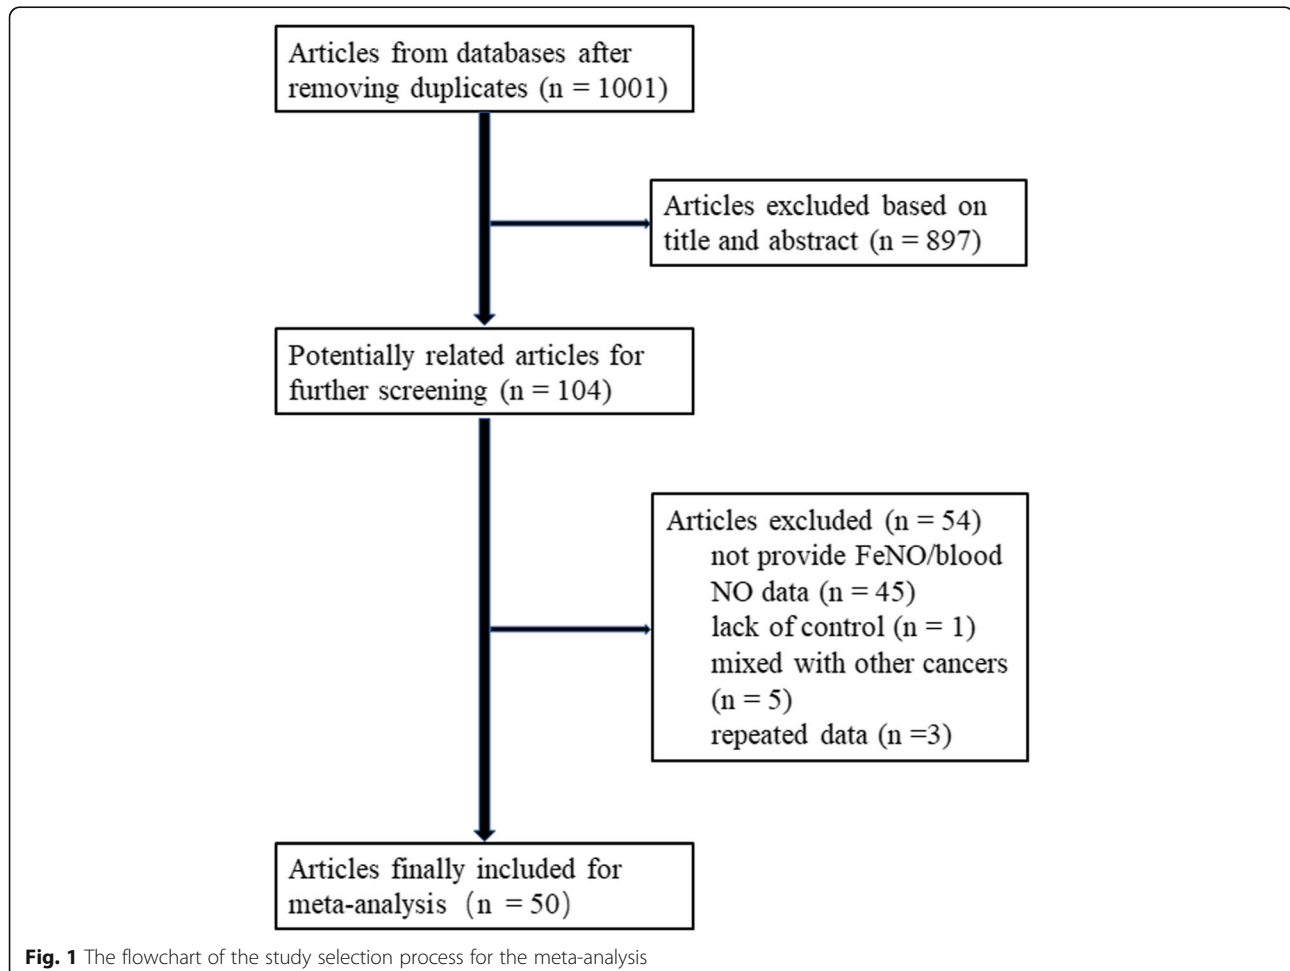 Articles from databases after
removing duplicates (n = 1001)
Articles excluded based on
title and abstract (n = 897)
Potentially related articles for
further screening (n = 104)
Articles excluded (n = 54)
not provide FeNO/blood
NO data (n = 45)
lack of control (n = 1)
mixed with other cancers
(n = 5)
repeated data (n =3)
Articles finally included for
meta-analysis (n = 50)
Fig. 1 The flowchart of the study selection process for the meta-analysis